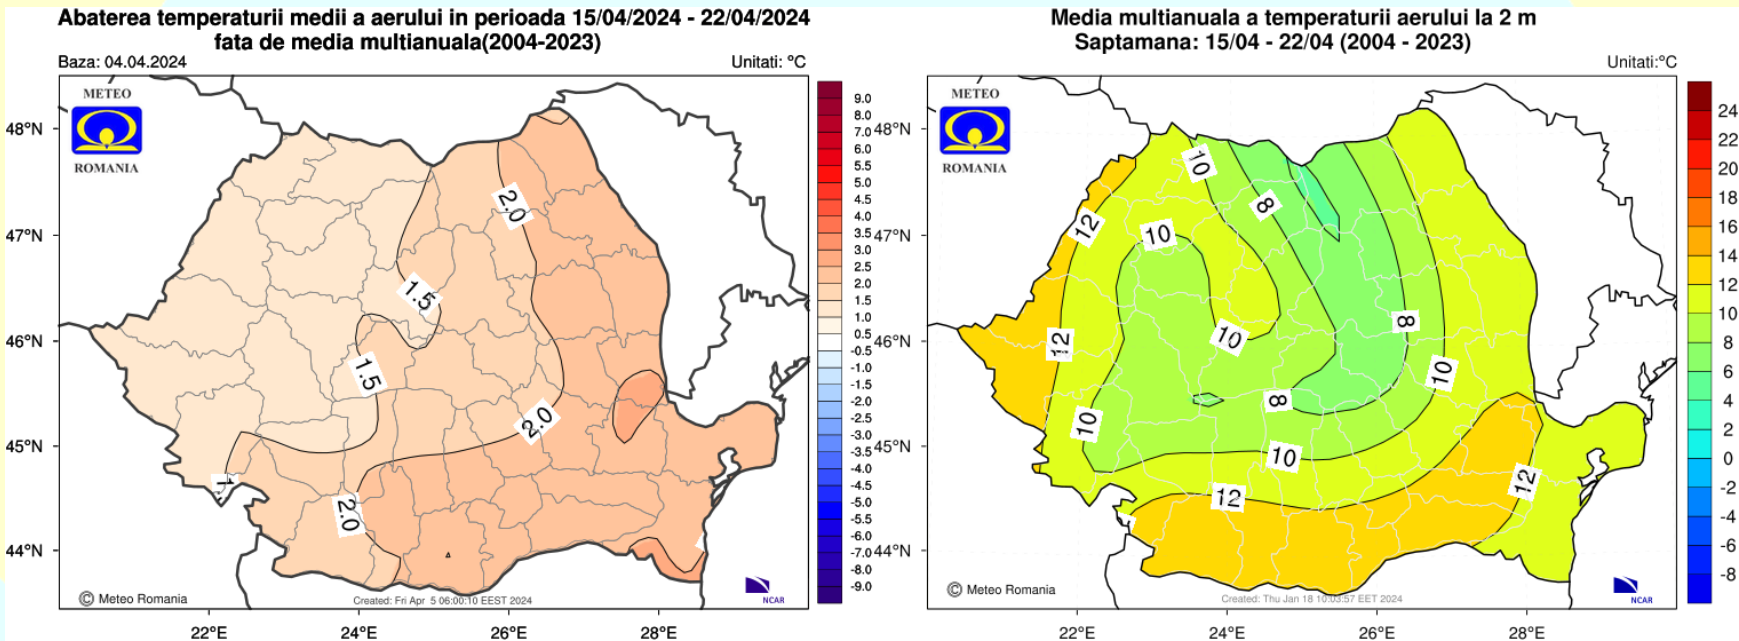 Abaterea temperaturii medii a aerului in perioada 15/04/2024 - 22/04/2024
fata de media multianuala(2004-2023)
Baza: 04.04.2024
Unitati: °C
METEO
ROMANIA
48°N
47°N
46°N
45°N
44°N
2.0
1.5
1.5
2.0
2.0
9.0
8.0
7.0
6.0
5.5
5.0
4.5
4.0
3.5
3.0
2.5
2.0
1.5
1.0
0.5
-0.5
-1.0
-1.5
-2.0
-2.5
-3.0
-3.5
-4.0
-4.5
-5.0
-5.5
-6.0
-7.0
-8.0
-9.0
© Meteo Romania
Created: Fri Apr 5 06:00:10 EEST 2024
NCAR
22°E
24°E
26°E
28°E
Media multianuala a temperaturii aerului la 2 m
Saptamana: 15/04 - 22/04 (2004 - 2023)
Unitati:°C
METEO
ROMANIA
48°N
47°N
46°N
45°N
44°N
10
8
12
10
12
10
8
10
8
10
10
12
12
24
22
20
18
16
14
12
10
8
6
4
2
0
-2
-4
-6
-8
© Meteo Romania
Created: Thu Jan 18 10:03:57 EET 2024
NCAR
22°E
24°E
26°E
28°E